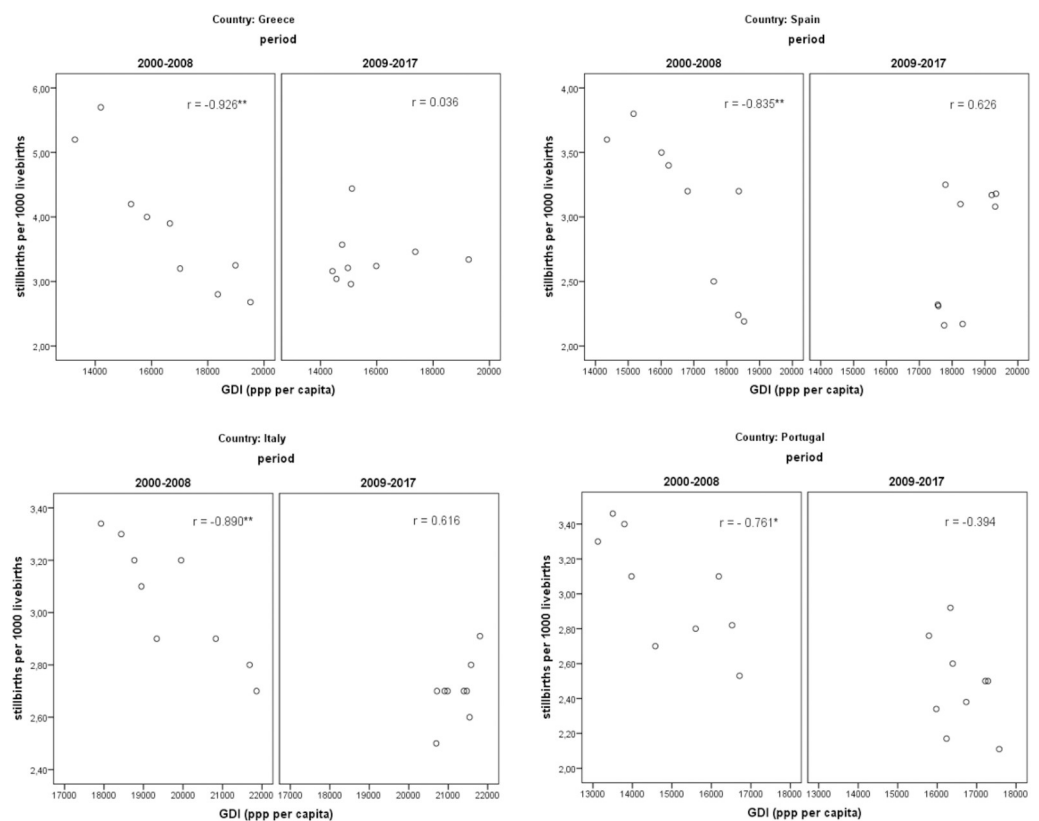 Country: Greece
period
2000-2008 2009-2017
r = -0.926** r = 0.036
6,00
5,00
4,00
3,00
2,00
stillbirths per 1000 livebirths
14000 16000 18000 20000 14000 16000 18000 20000
GDI (ppp per capita)
Country: Spain
period
2000-2008 2009-2017
r = -0.835** r = 0.626
4,00
3,50
3,00
2,50
2,00
stillbirths per 1000 livebirths
14000 15000 16000 17000 18000 19000 20000 14000 15000 16000 17000 18000 19000 20000
GDI (ppp per capita)
Country: Italy
period
2000-2008 2009-2017
r = -0.890** r = 0.616
3,40
3,20
3,00
2,80
2,60
2,40
stillbirths per 1000 livebirths
17000 18000 19000 20000 21000 22000 17000 18000 19000 20000 21000 22000
GDI (ppp per capita)
Country: Portugal
period
2000-2008 2009-2017
r = - 0.761* r = -0.394
3,40
3,20
3,00
2,80
2,60
2,40
2,20
2,00
stillbirths per 1000 livebirths
13000 14000 15000 16000 17000 18000 13000 14000 15000 16000 17000 18000
GDI (ppp per capita)